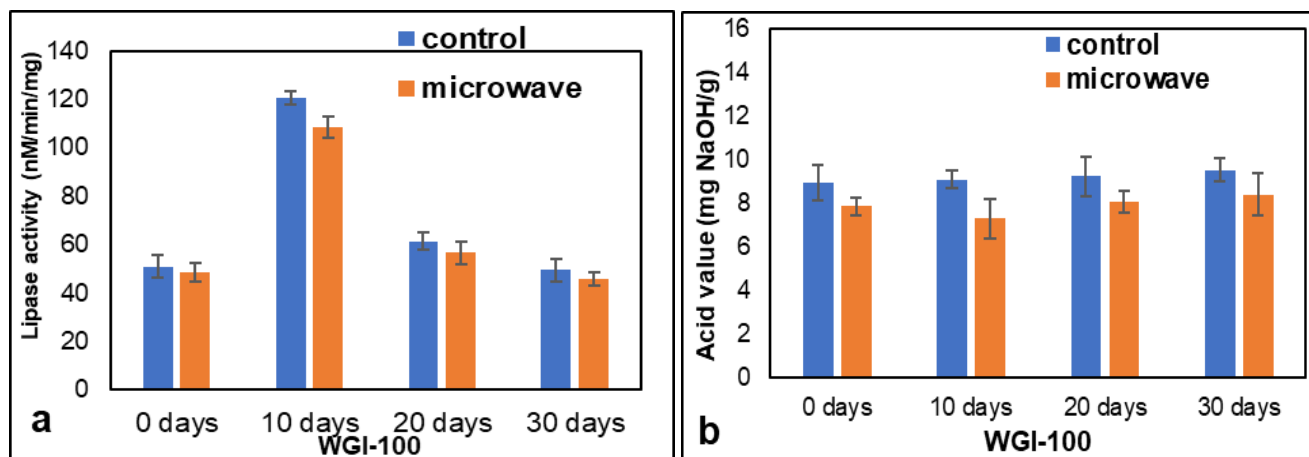 control
microwave
Lipase activity (nM/min/mg)
140
120
100
80
60
40
20
0
0 days 10 days 20 days 30 days
WGI-100
a
control
microwave
Acid value (mg NaOH/g)
16
14
12
10
8
6
4
2
0
0 days 10 days 20 days 30 days
WGI-100
b